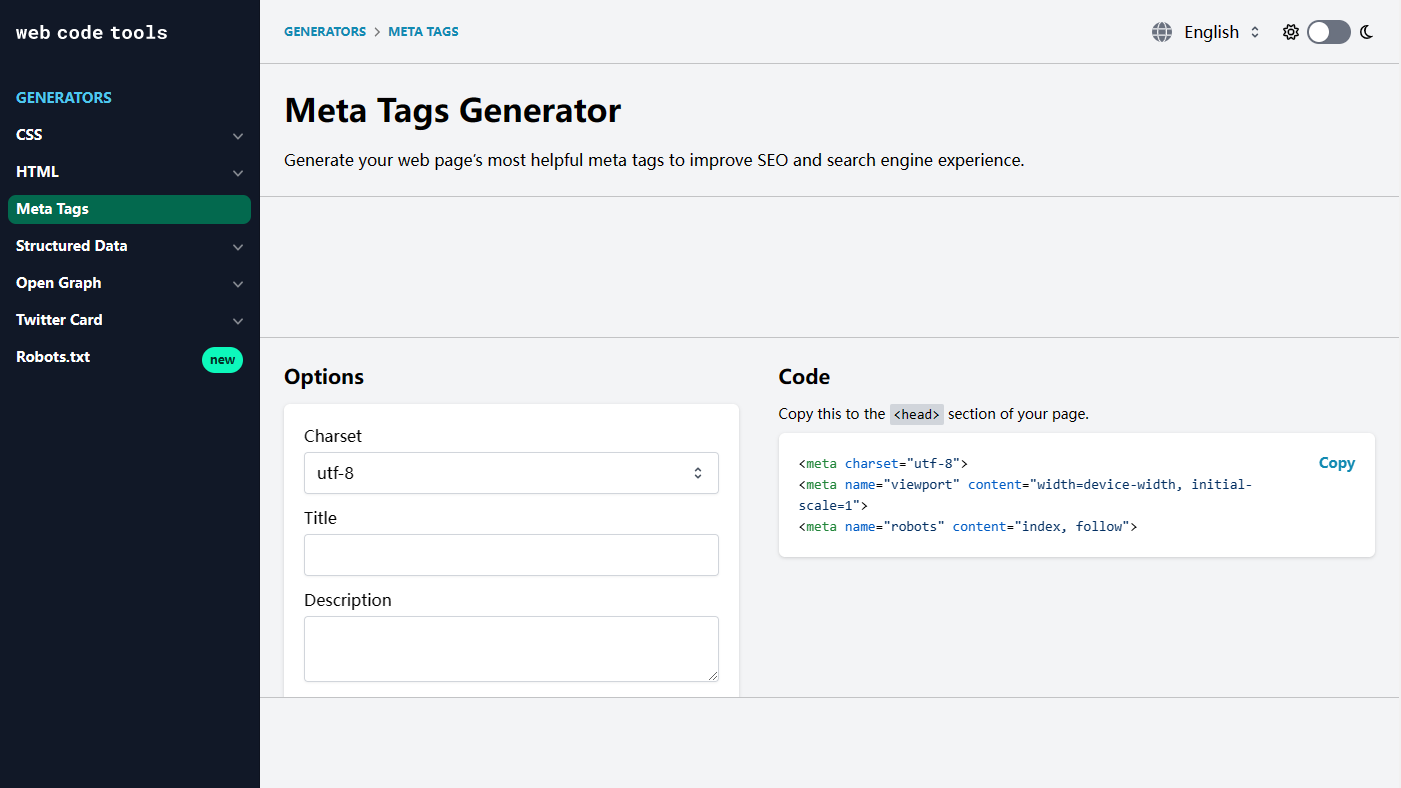 web code tools
GENERATORS
CSS
HTML
Meta Tags
Structured Data
Open Graph
Twitter Card
Robots.txt
new
GENERATORS > META TAGS
English
Meta Tags Generator
Generate your web page's most helpful meta tags to improve SEO and search engine experience.
Options
Charset
utf-8
Title
Description
Code
Copy this to the <head> section of your page.
Copy
<meta charset="utf-8">
<meta name="viewport" content="width=device-width, initial-
scale=1">
<meta name="robots" content="index, follow">